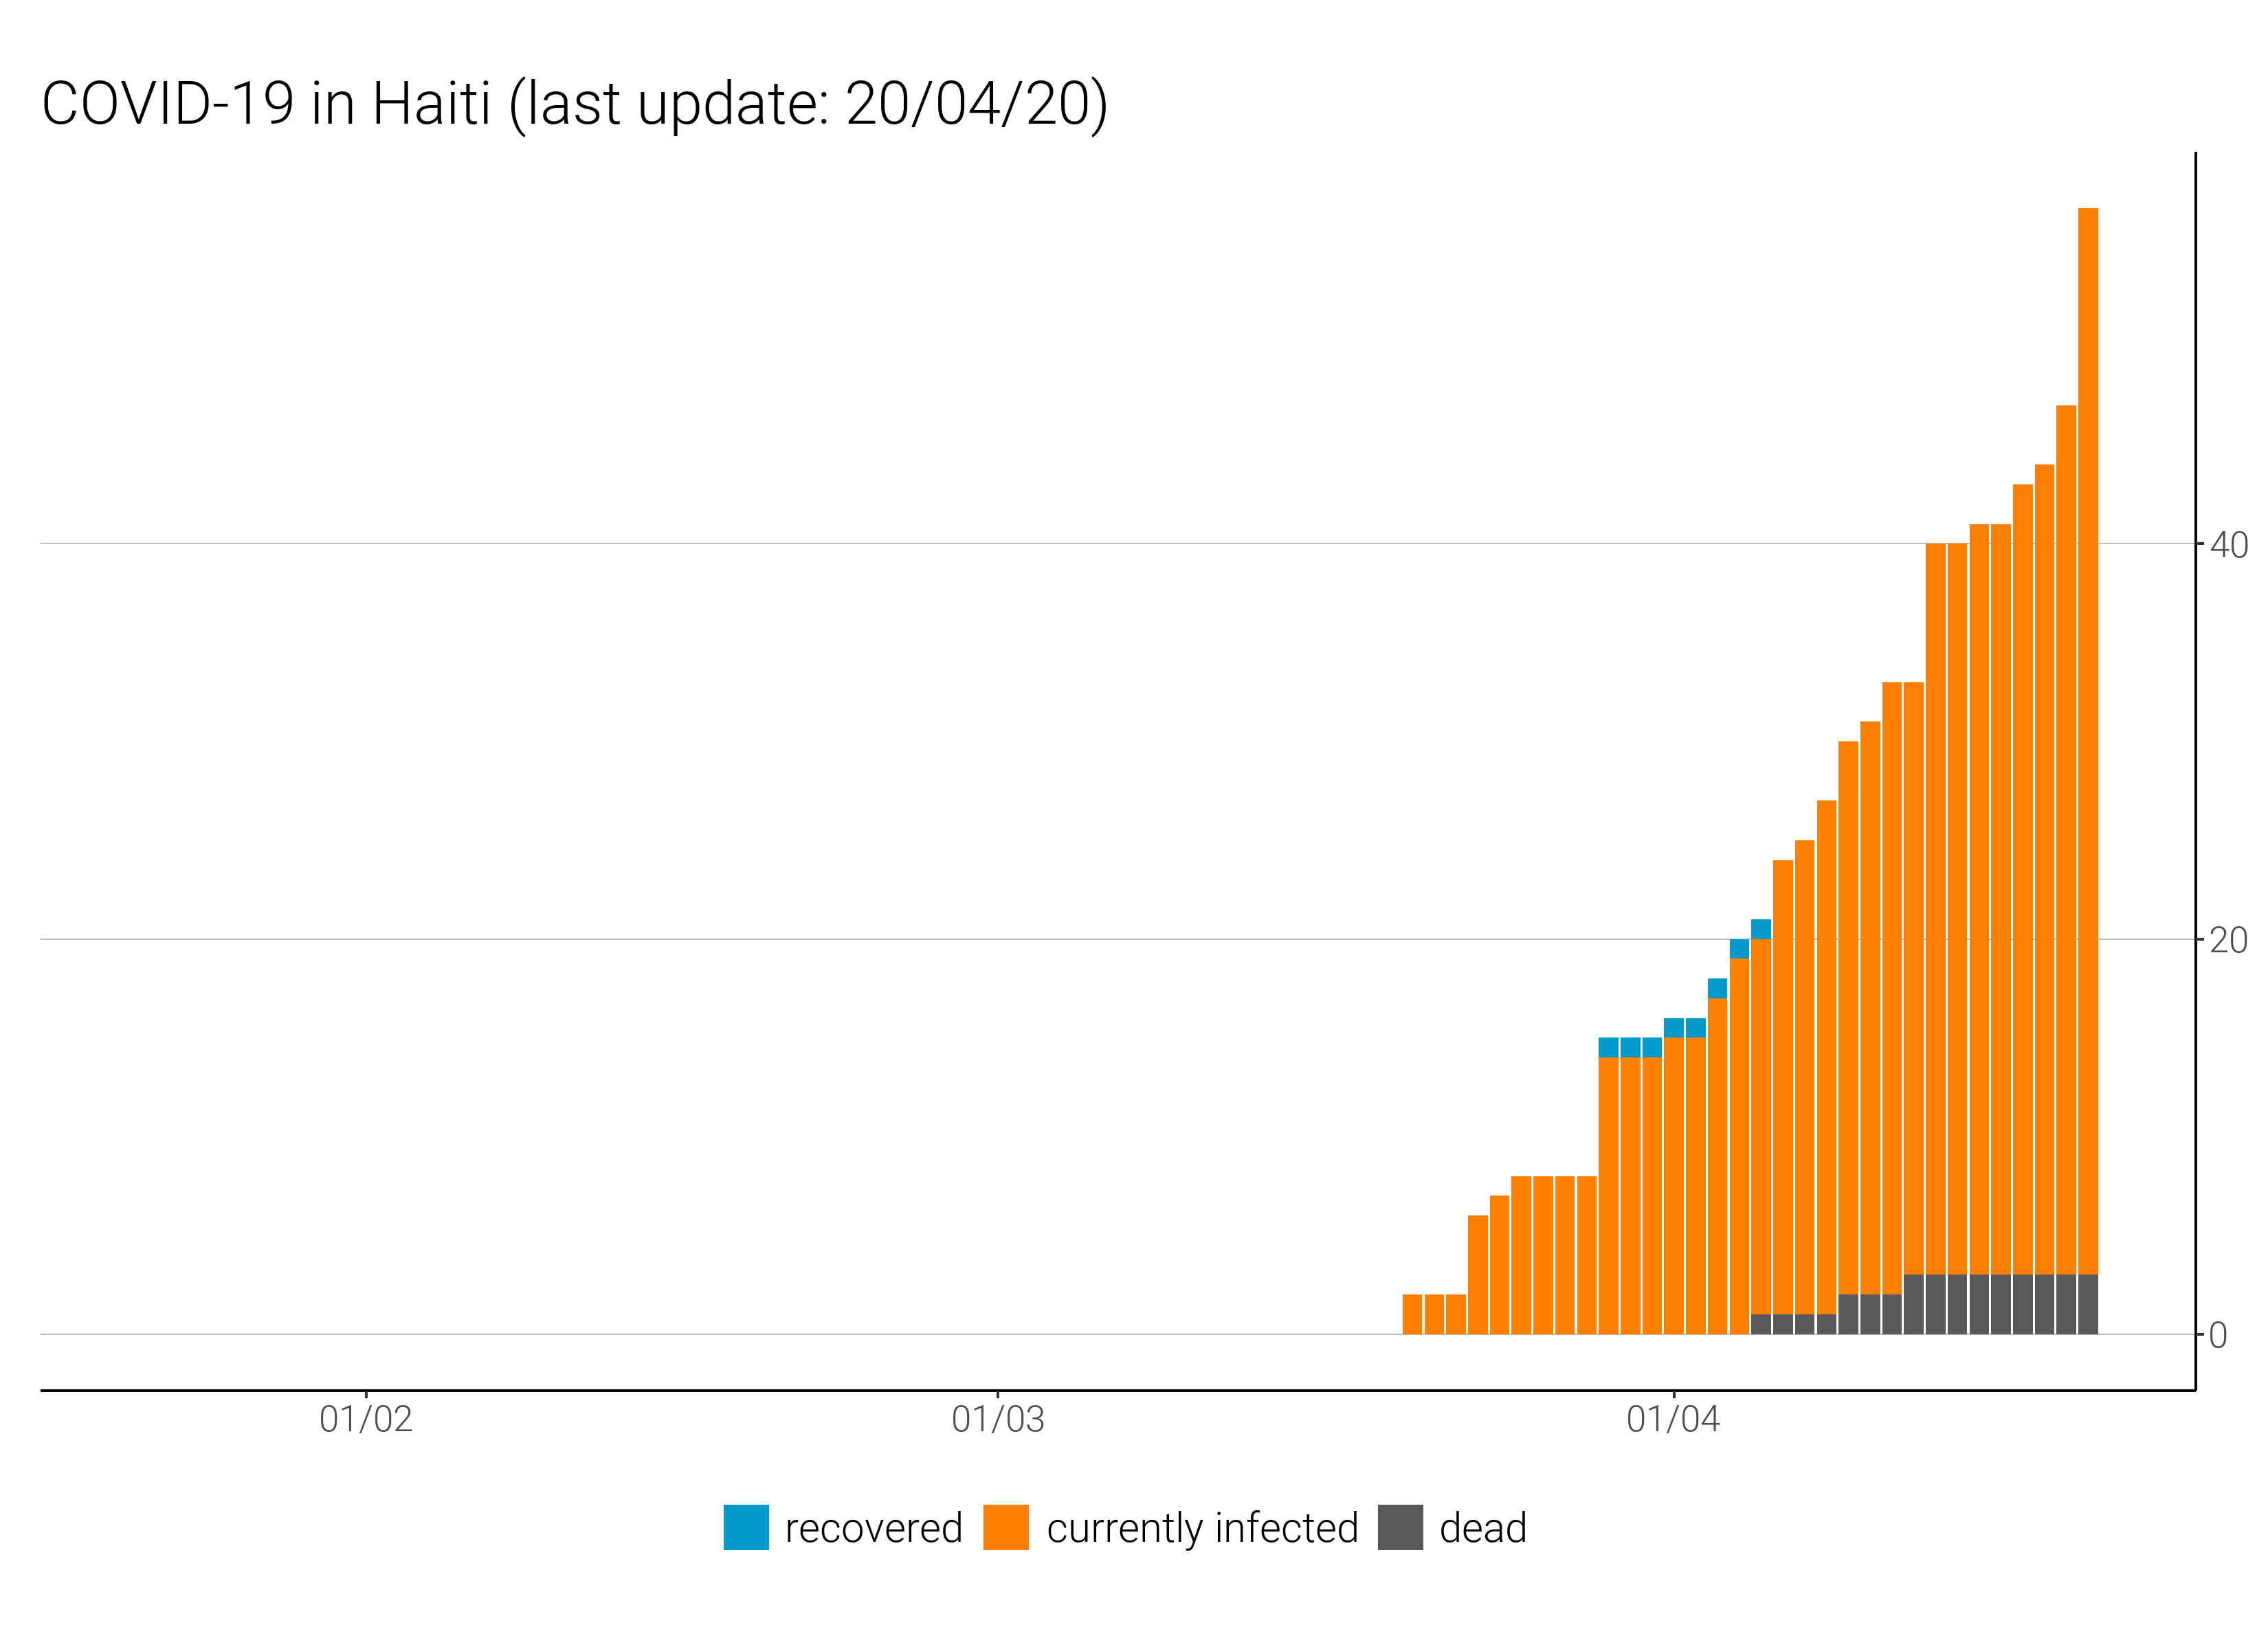 COVID-19 in Haiti (last update: 20/04/20)
40
20
0
01/02 01/03 01/04
recovered currently infected dead